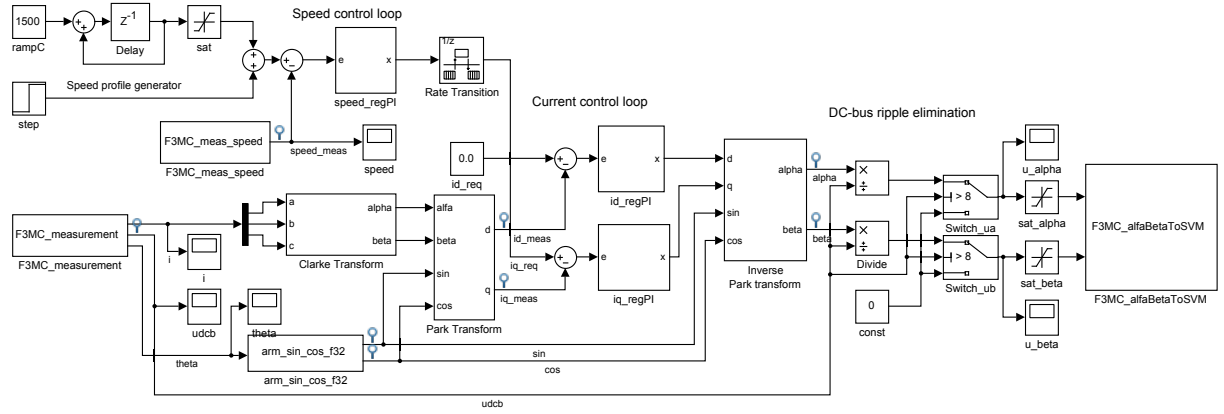 Speed control loop
1500
rampC
Z-1
Delay
sat
Speed profile generator
step
e
x
speed_regPI
1/z
Rate Transition
F3MC_meas_speed
F3MC_meas_speed
speed_meas
speed
Current control loop
0.0
id_req
e
x
id_regPI
id_meas
iq_req
iq_meas
e
x
iq_regPI
F3MC_measurement
F3MC_measurement
i
i
udcb
theta
theta
a
b
c
alpha
beta
Clarke Transform
alfa
beta
sin
cos
d
q
Park Transform
arm_sin_cos_f32
arm_sin_cos_f32
sin
cos
udcb
d
q
sin
cos
alpha
beta
Inverse
Park transform
DC-bus ripple elimination
alpha
beta
×
÷
×
÷
Divide
0
const
> 8
Switch_ua
> 8
Switch_ub
u_alpha
sat_alpha
sat_beta
u_beta
F3MC_alfaBetaToSVM
F3MC_alfaBetaToSVM